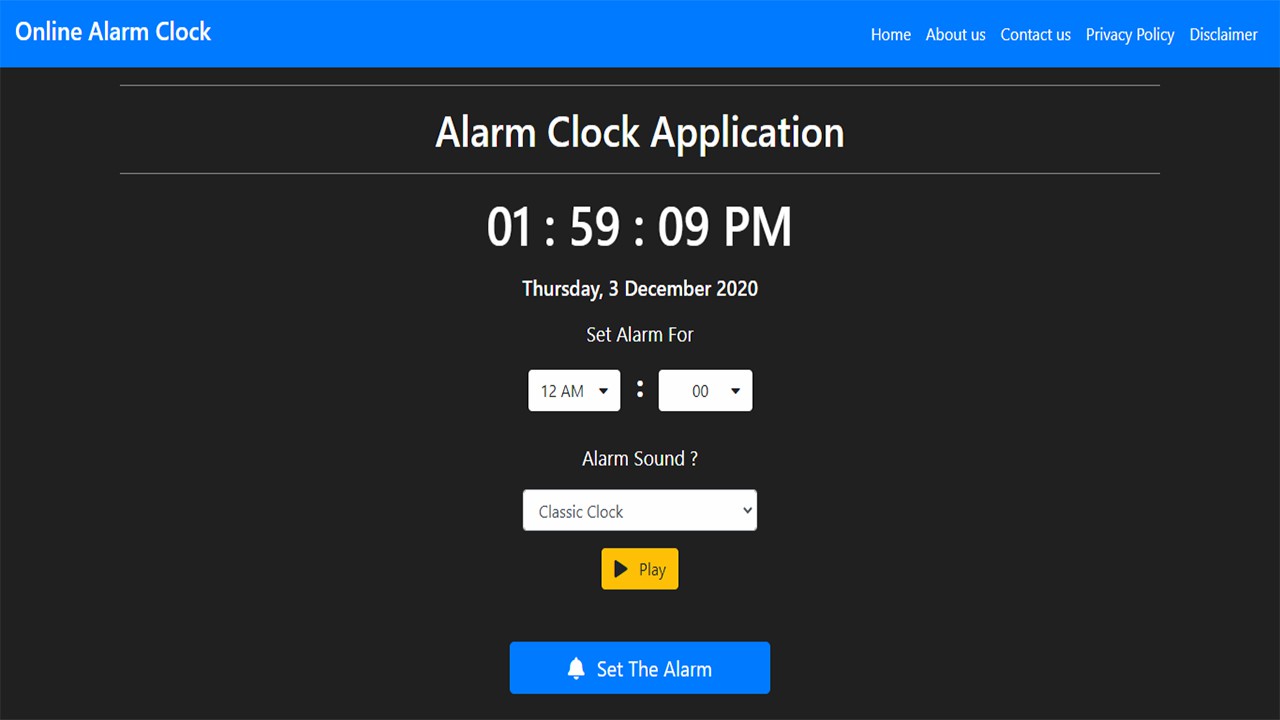 Online Alarm Clock
Home About us Contact us Privacy Policy Disclaimer
Alarm Clock Application
01 : 59 : 09 PM
Thursday, 3 December 2020
Set Alarm For
12 AM : 00
Alarm Sound ?
Classic Clock
Play
Set The Alarm